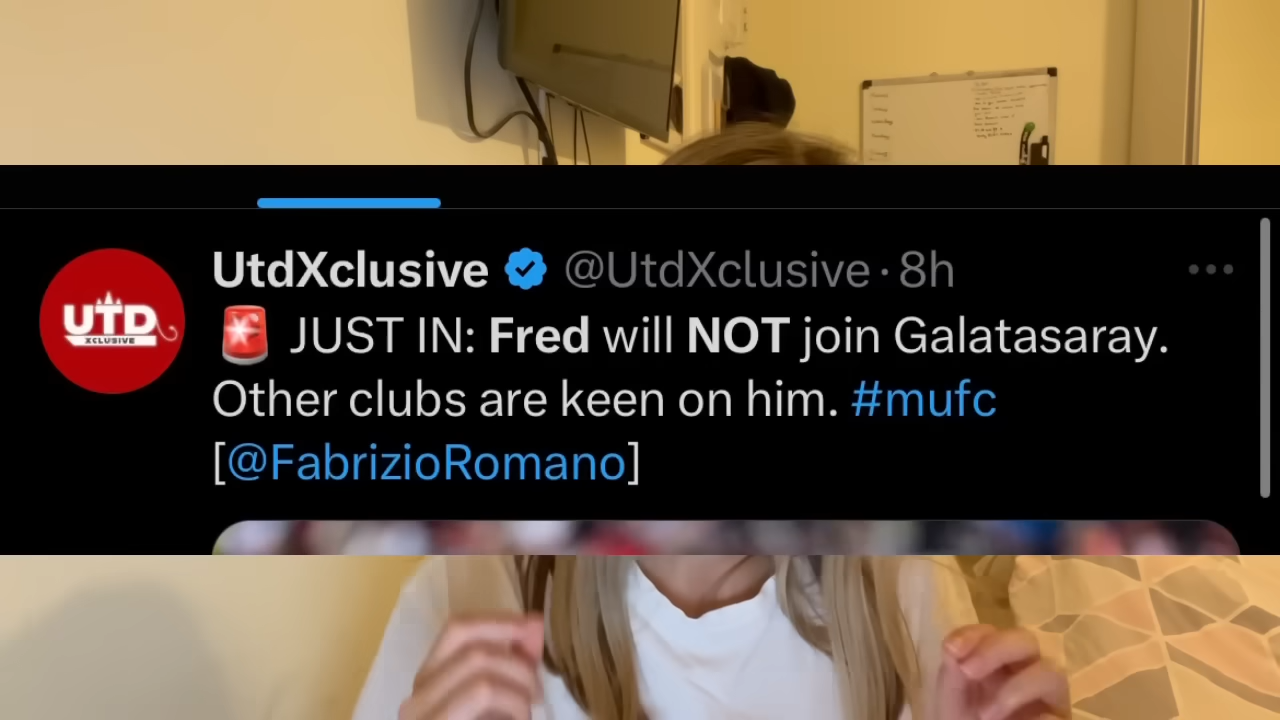 UTD
XCLUSIVE
UtdXclusive @UtdXclusive · 8h
🚨 JUST IN: Fred will NOT join Galatasaray.
Other clubs are keen on him. #mufc
[@FabrizioRomano]